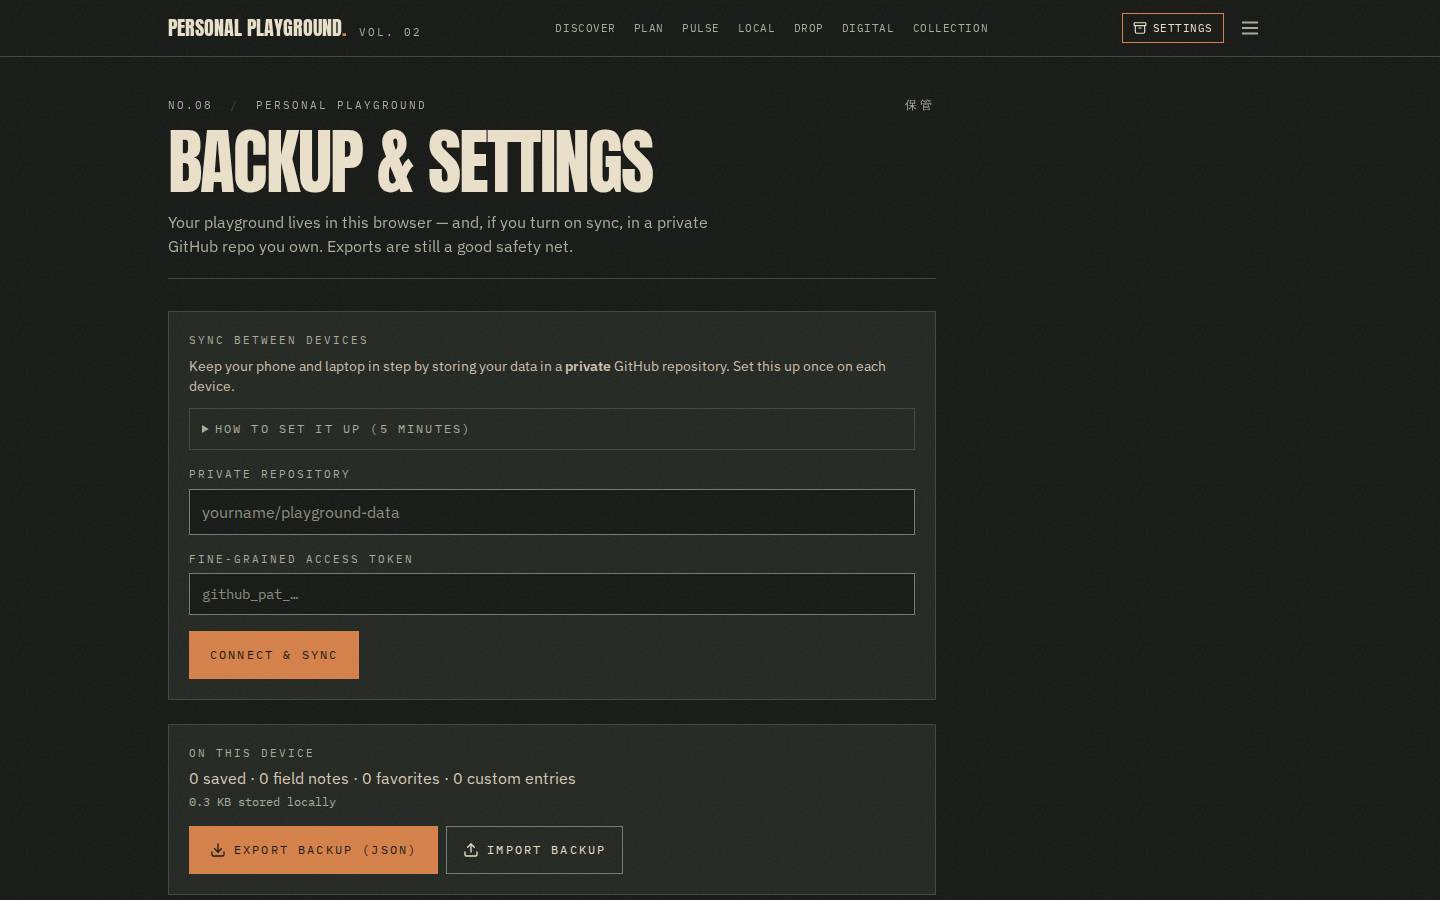 PERSONAL PLAYGROUND. VOL. 02
DISCOVER PLAN PULSE LOCAL DROP DIGITAL COLLECTION
SETTINGS
NO.08 / PERSONAL PLAYGROUND
保管
BACKUP & SETTINGS
Your playground lives in this browser — and, if you turn on sync, in a private
GitHub repo you own. Exports are still a good safety net.
SYNC BETWEEN DEVICES
Keep your phone and laptop in step by storing your data in a private GitHub repository. Set this up once on each
device.
HOW TO SET IT UP (5 MINUTES)
PRIVATE REPOSITORY
yourname/playground-data
FINE-GRAINED ACCESS TOKEN
github_pat_…
CONNECT & SYNC
ON THIS DEVICE
0 saved · 0 field notes · 0 favorites · 0 custom entries
0.3 KB stored locally
EXPORT BACKUP (JSON)
IMPORT BACKUP